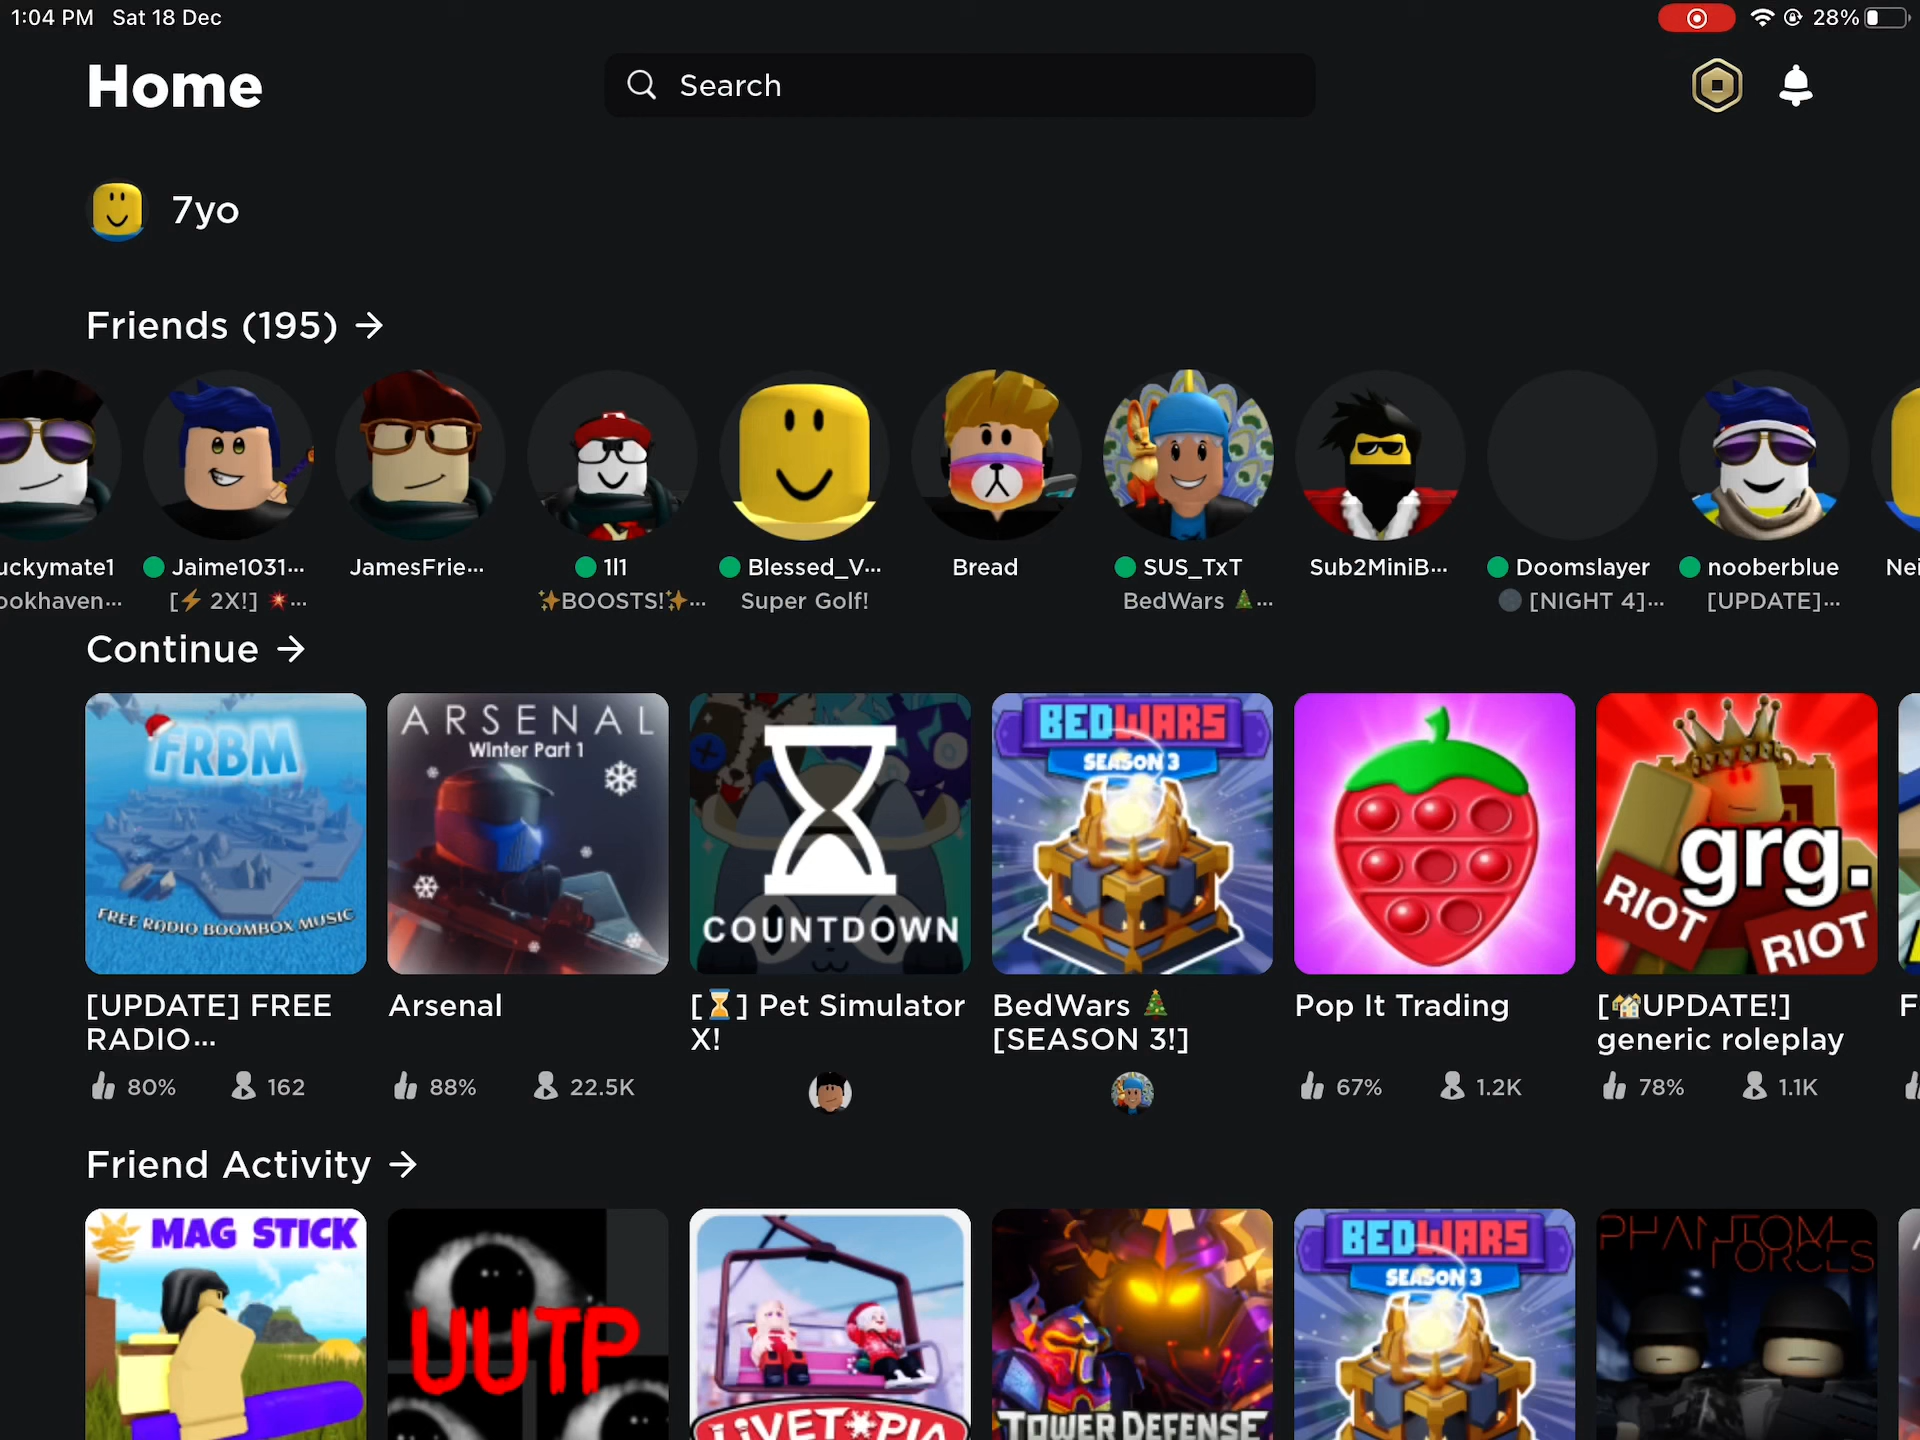 1:04 PM Sat 18 Dec 28%
Home
Search
7yo
Friends (195)
uckymate1 Jaime1031... JamesFrie... 1l1 Blessed_V... Bread SUS_TxT Sub2MiniB... Doomslayer nooberblue Nei
ookhaven... [⚡ 2X!] 💥... ✨BOOSTS!✨... Super Golf! BedWars 🎄... 🌑 [NIGHT 4]... [UPDATE]...
Continue
FRBM
FREE RADIO BOOMBOX MUSIC
ARSENAL
Winter Part 1
COUNTDOWN
BEDWARS
SEASON 3
grg.
RIOT
RIOT
[UPDATE] FREE
RADIO...
Arsenal
[⏳] Pet Simulator
X!
BedWars 🎄
[SEASON 3!]
Pop It Trading
[🏘️UPDATE!]
generic roleplay
F
80% 162
88% 22.5K
67% 1.2K
78% 1.1K
Friend Activity
MAG STICK
UUTP
LIVETOPIA
TOWER DEFENSE
BEDWARS
SEASON 3
PHANTOM
FORCES